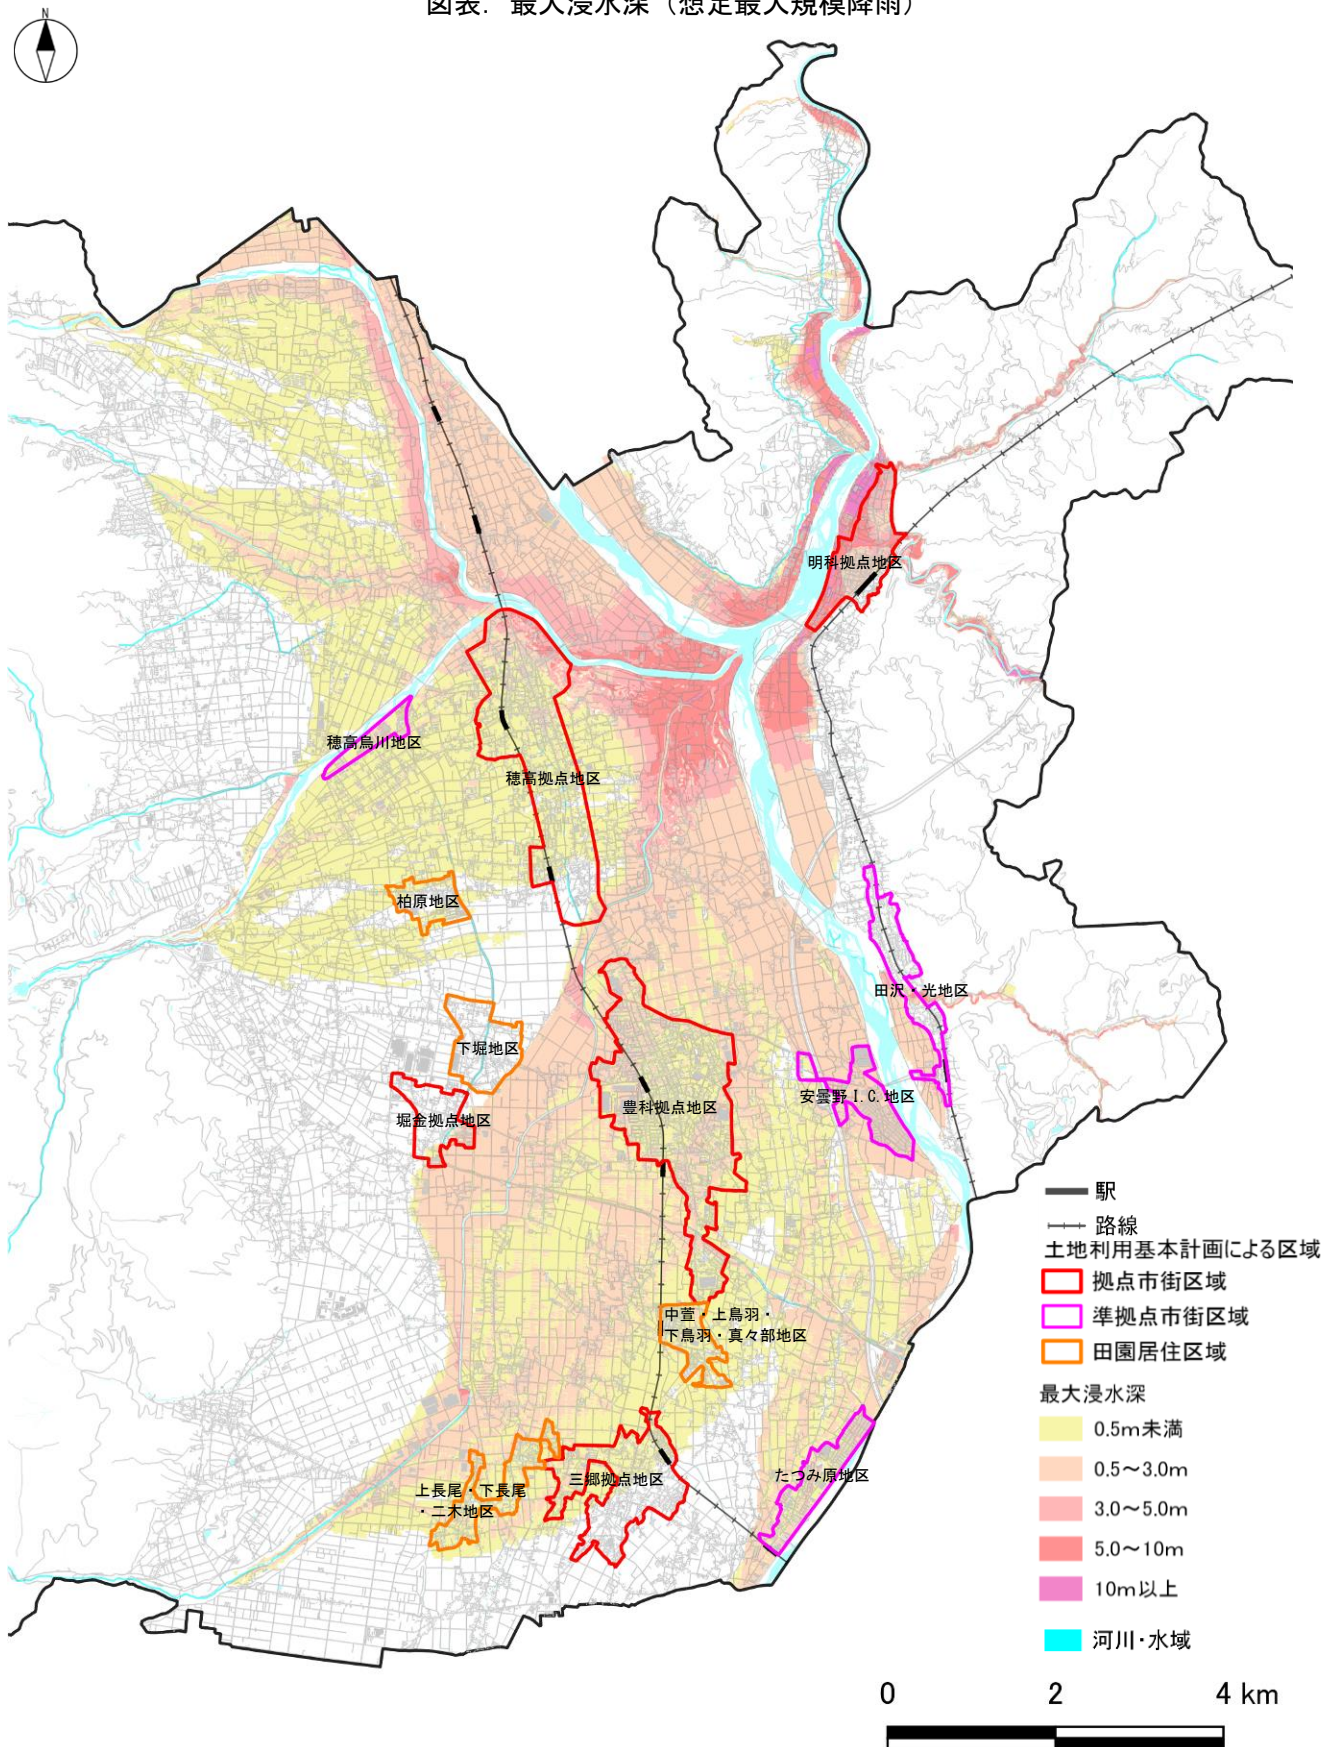 図表. 最大浸水深（想定最大規模降雨）
N
明科拠点地区
穂高烏川地区
穂高拠点地区
柏原地区
田沢・光地区
下堀地区
安曇野I.C.地区
豊科拠点地区
堀金拠点地区
中萱・上鳥羽・
下鳥羽・真々部地区
三郷拠点地区
たつみ原地区
上長尾・下長尾
・二木地区
駅
路線
土地利用基本計画による区域
拠点市街区域
準拠点市街区域
田園居住区域
最大浸水深
0.5m未満
0.5～3.0m
3.0～5.0m
5.0～10m
10m以上
河川・水域
0 2 4 km